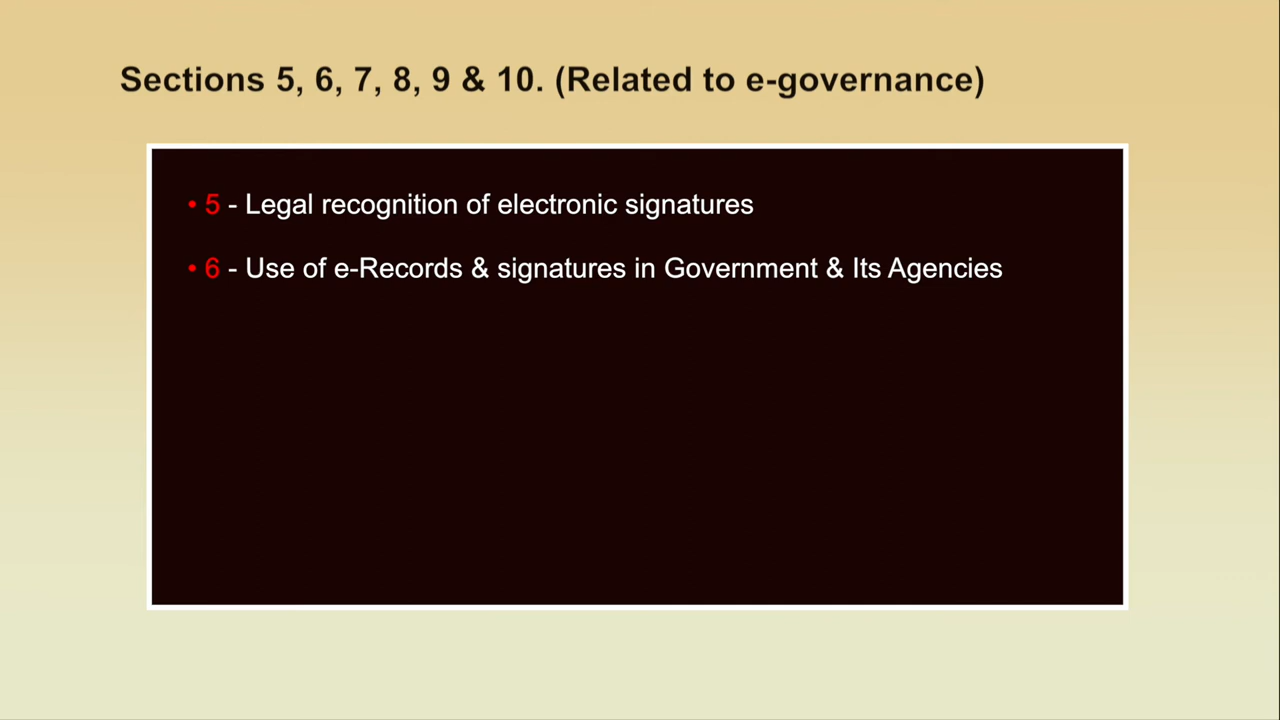 Sections 5, 6, 7, 8, 9 & 10. (Related to e-governance)
• 5 - Legal recognition of electronic signatures
• 6 - Use of e-Records & signatures in Government & Its Agencies